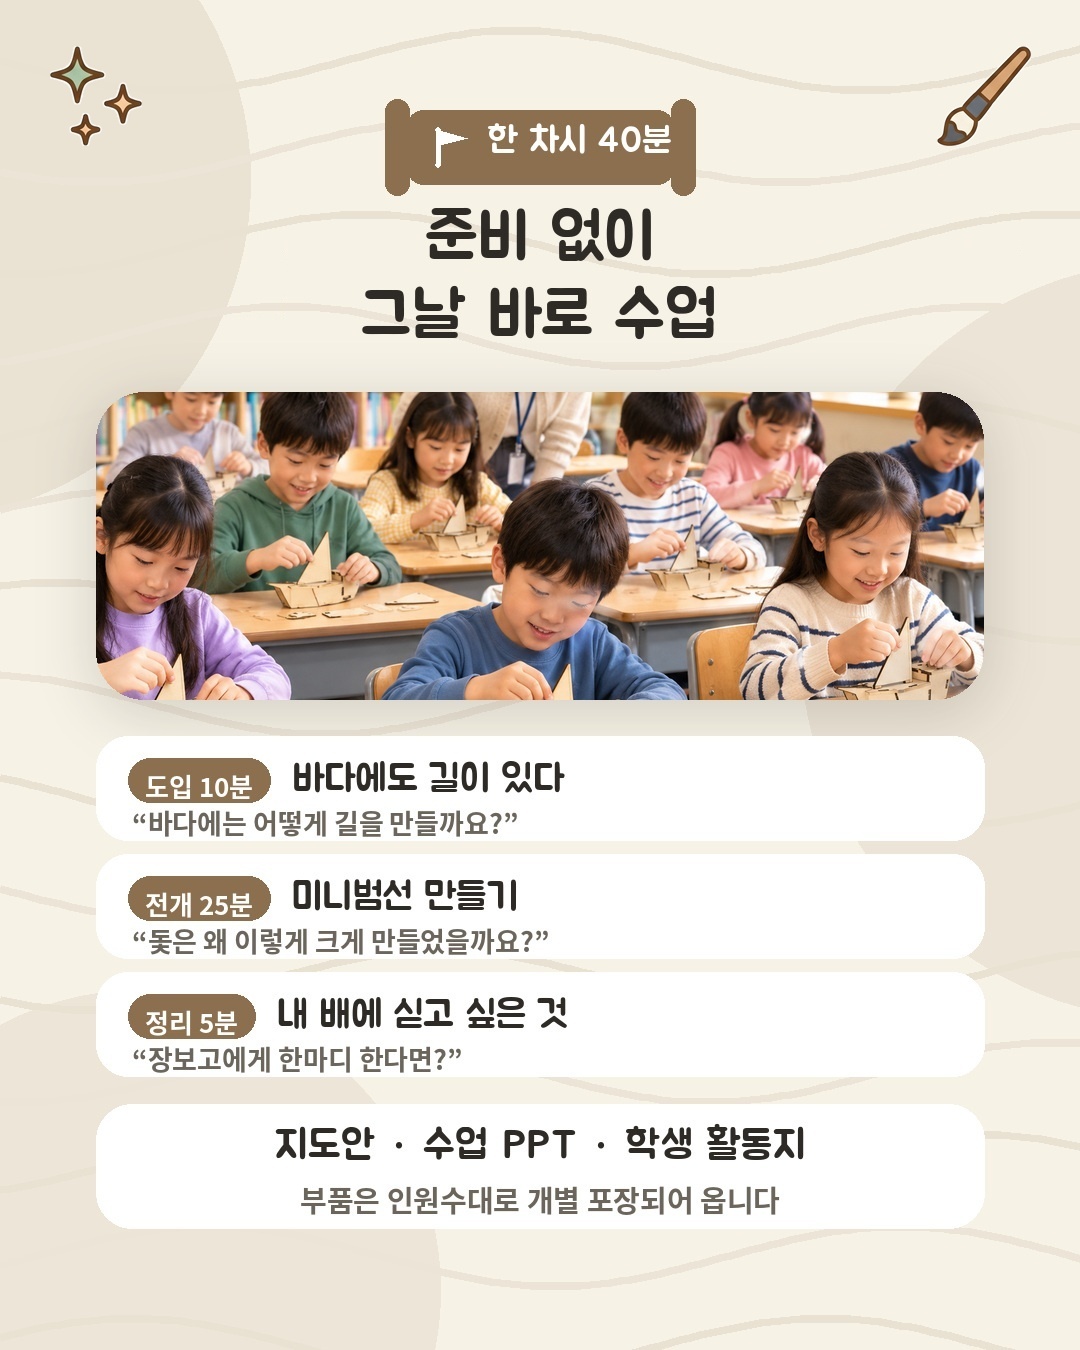 한 차시 40분
준비 없이
그날 바로 수업
도입 10분 바다에도 길이 있다
“바다에는 어떻게 길을 만들까요?”
전개 25분 미니범선 만들기
“돛은 왜 이렇게 크게 만들었을까요?”
정리 5분 내 배에 싣고 싶은 것
“장보고에게 한마디 한다면?”
지도안 · 수업 PPT · 학생 활동지
부품은 인원수대로 개별 포장되어 옵니다